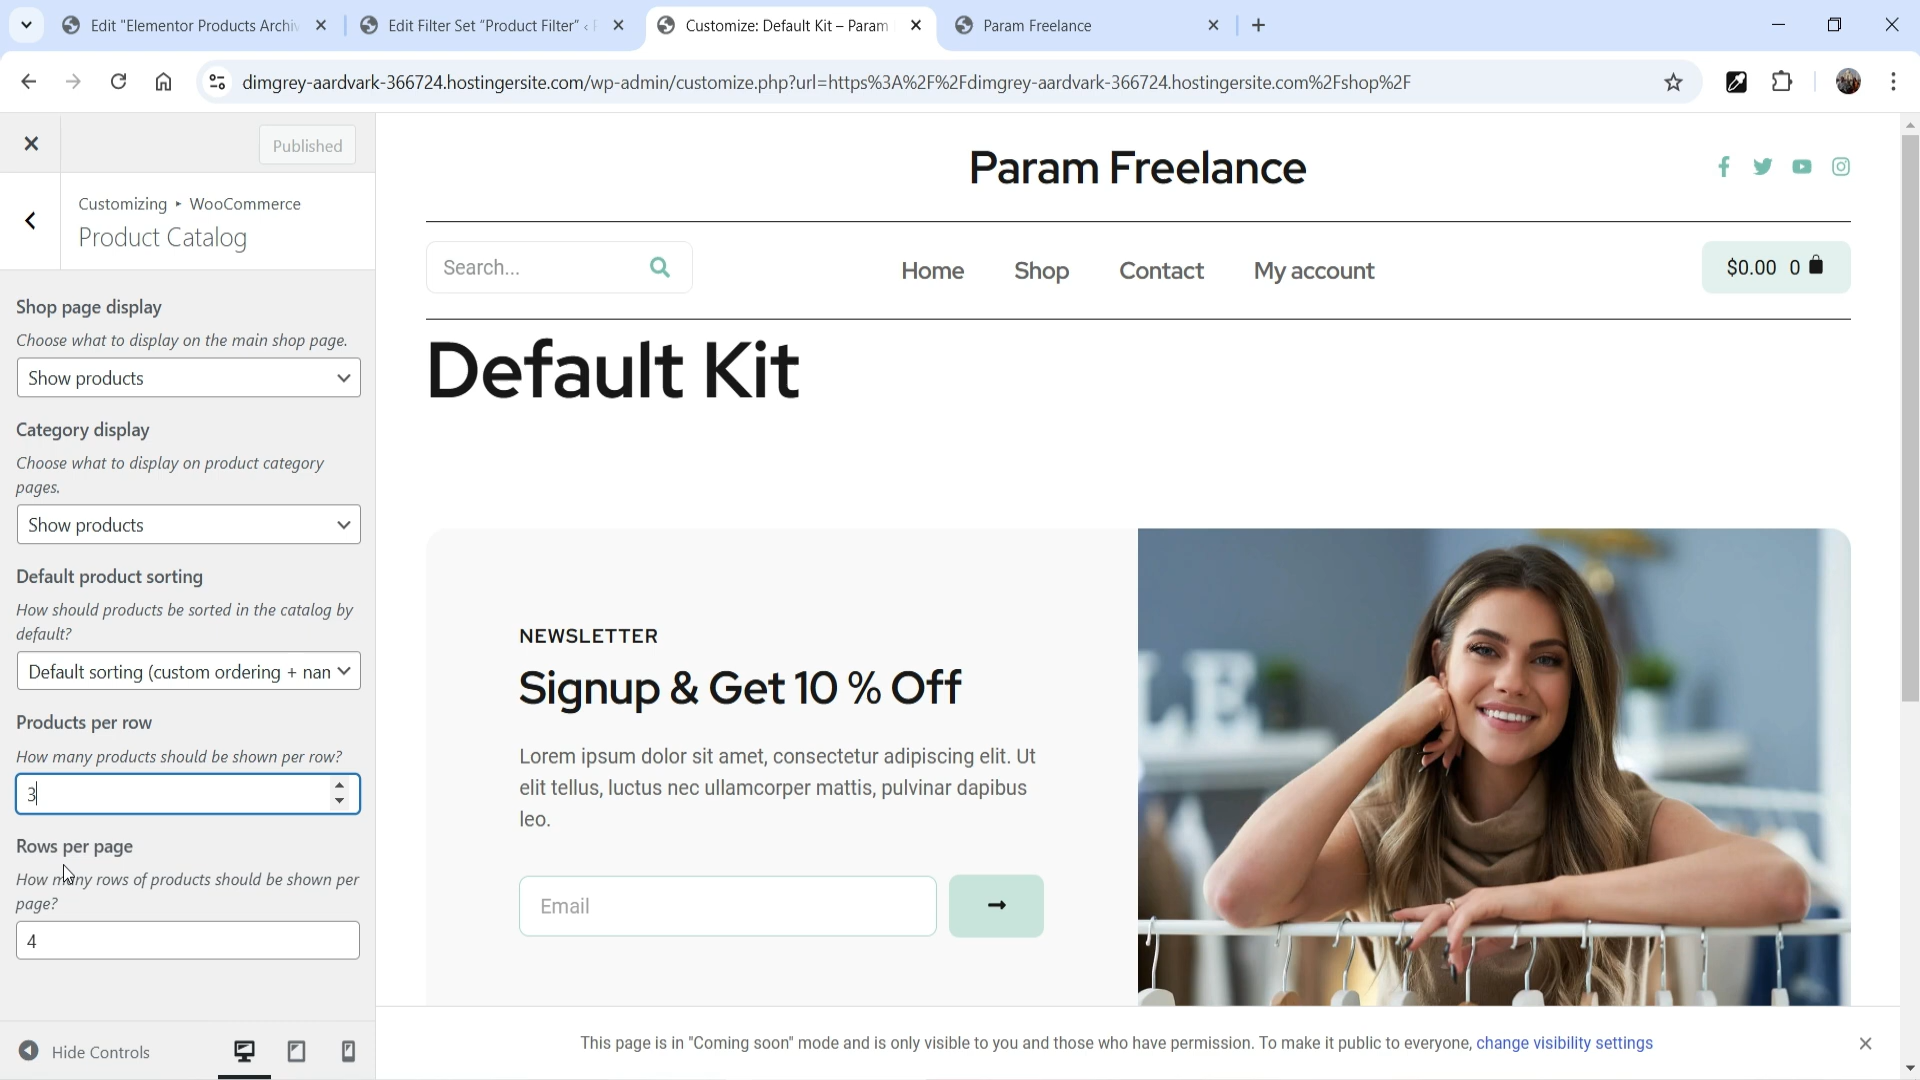 Edit "Elementor Products Archiv
Edit Filter Set “Product Filter” ‹
Customize: Default Kit – Param
Param Freelance
dimgrey-aardvark-366724.hostingersite.com/wp-admin/customize.php?url=https%3A%2F%2Fdimgrey-aardvark-366724.hostingersite.com%2Fshop%2F
Published
Customizing ▸ WooCommerce
Product Catalog
Shop page display
Choose what to display on the main shop page.
Show products
Category display
Choose what to display on product category
pages.
Show products
Default product sorting
How should products be sorted in the catalog by
default?
Default sorting (custom ordering + nan
Products per row
How many products should be shown per row?
3
Rows per page
How many rows of products should be shown per
page?
4
Hide Controls
Param Freelance
Search...
Home Shop Contact My account
$0.00 0
Default Kit
NEWSLETTER
Signup & Get 10 % Off
Lorem ipsum dolor sit amet, consectetur adipiscing elit. Ut
elit tellus, luctus nec ullamcorper mattis, pulvinar dapibus
leo.
Email
This page is in "Coming soon" mode and is only visible to you and those who have permission. To make it public to everyone, change visibility settings